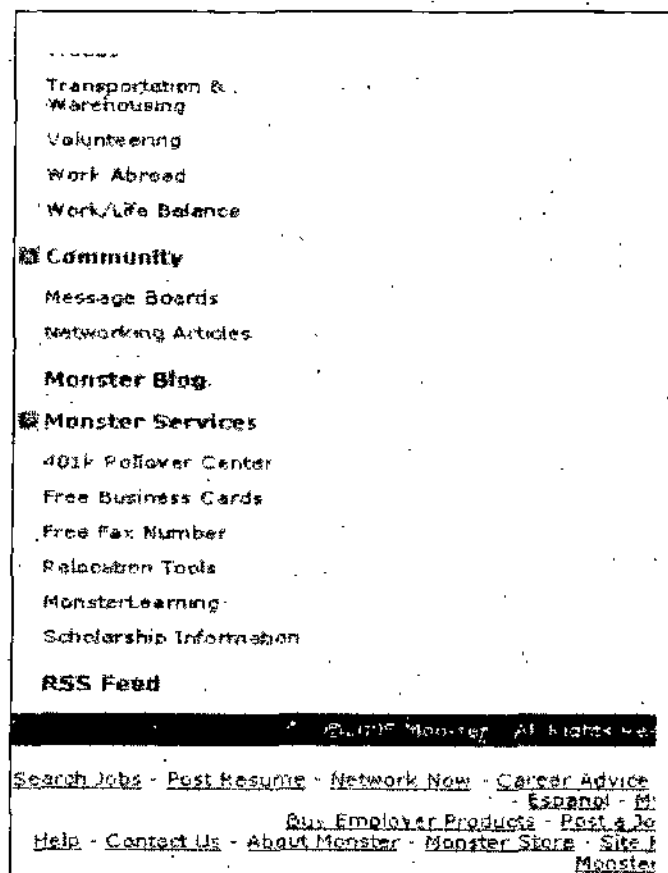 Transportation &
Warehousing
Volunteering
Work Abroad
Work/Life Balance
Community
Message Boards
Networking Articles
Monster Blog
Monster Services
401k Rollover Center
Free Business Cards
Free Fax Number
Relocation Tools
MonsterLearning
Scholarship Information
RSS Feed
Monster All Rights
Search Jobs - Post Resume - Network Now - Career Advice
- Espanol -
Buy Employer Products - Post a
Help - Contact Us - About Monster - Monster Store - Site
Monster